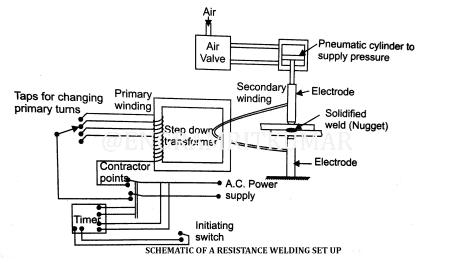 Air
Air
Valve
Pneumatic cylinder to
supply pressure
Primary
winding
Secondary
winding
Electrode
Taps for changing
primary turns
Solidified
weld (Nugget)
Step down
transformer
Electrode
Contractor
points
A.C. Power
supply
Timer
Initiating
switch
SCHEMATIC OF A RESISTANCE WELDING SET UP